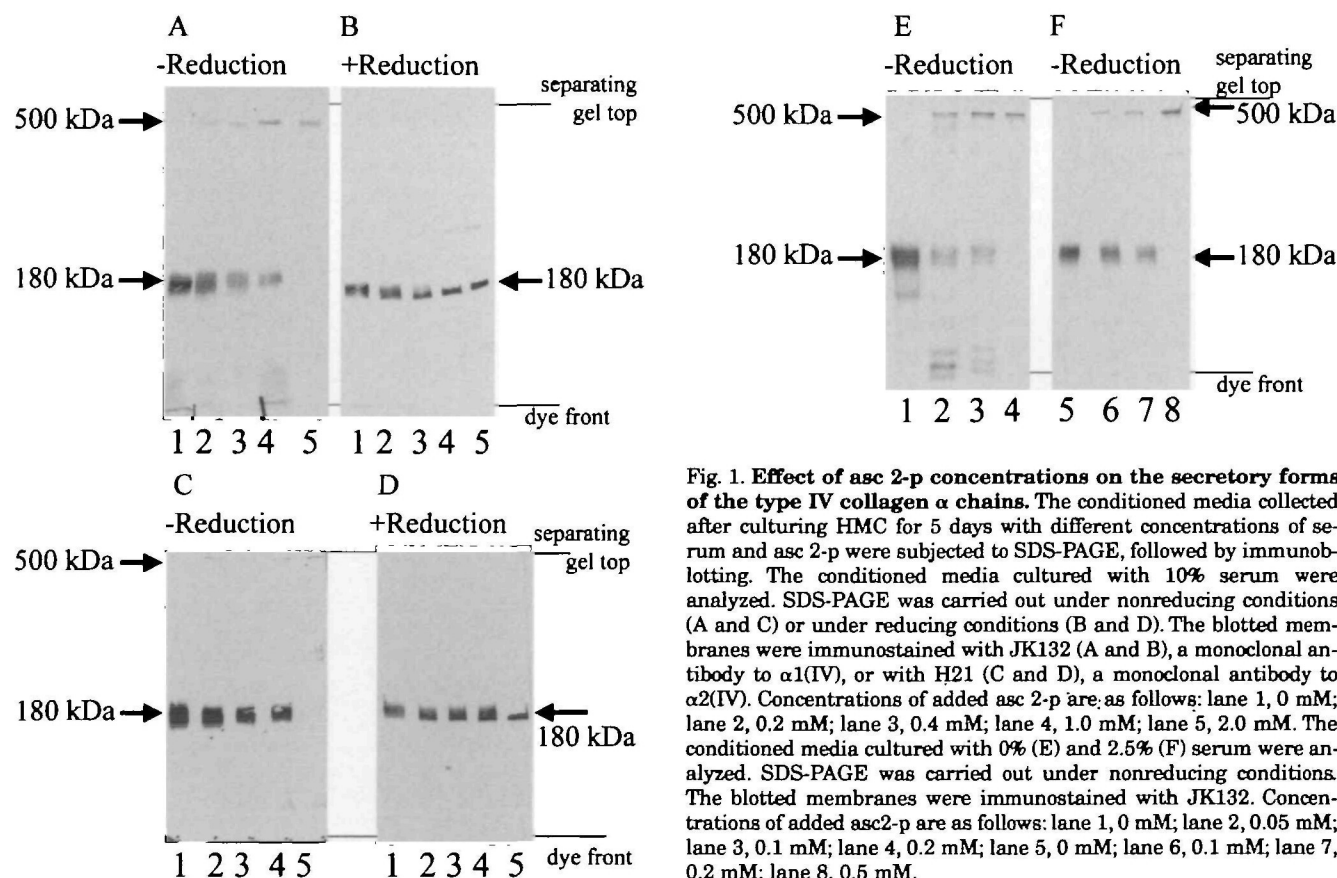 A
B
-Reduction
+Reduction
separating
gel top
500 kDa
180 kDa
180 kDa
dye front
1 2 3 4 5
1 2 3 4 5
C
D
-Reduction
+Reduction
separating
gel top
500 kDa
180 kDa
180 kDa
dye front
1 2 3 4 5
1 2 3 4 5
E
F
-Reduction
-Reduction
separating
gel top
500 kDa
500 kDa
180 kDa
180 kDa
dye front
1 2 3 4
5 6 7 8
Fig. 1. Effect of asc 2-p concentrations on the secretory forms
of the type IV collagen α chains. The conditioned media collected
after culturing HMC for 5 days with different concentrations of se-
rum and asc 2-p were subjected to SDS-PAGE, followed by immunob-
lotting. The conditioned media cultured with 10% serum were
analyzed. SDS-PAGE was carried out under nonreducing conditions
(A and C) or under reducing conditions (B and D). The blotted mem-
branes were immunostained with JK132 (A and B), a monoclonal an-
tibody to α1(IV), or with H21 (C and D), a monoclonal antibody to
α2(IV). Concentrations of added asc 2-p are as follows: lane 1, 0 mM;
lane 2, 0.2 mM; lane 3, 0.4 mM; lane 4, 1.0 mM; lane 5, 2.0 mM. The
conditioned media cultured with 0% (E) and 2.5% (F) serum were an-
alyzed. SDS-PAGE was carried out under nonreducing conditions.
The blotted membranes were immunostained with JK132. Concen-
trations of added asc2-p are as follows: lane 1, 0 mM; lane 2, 0.05 mM;
lane 3, 0.1 mM; lane 4, 0.2 mM; lane 5, 0 mM; lane 6, 0.1 mM; lane 7,
0.2 mM; lane 8, 0.5 mM.